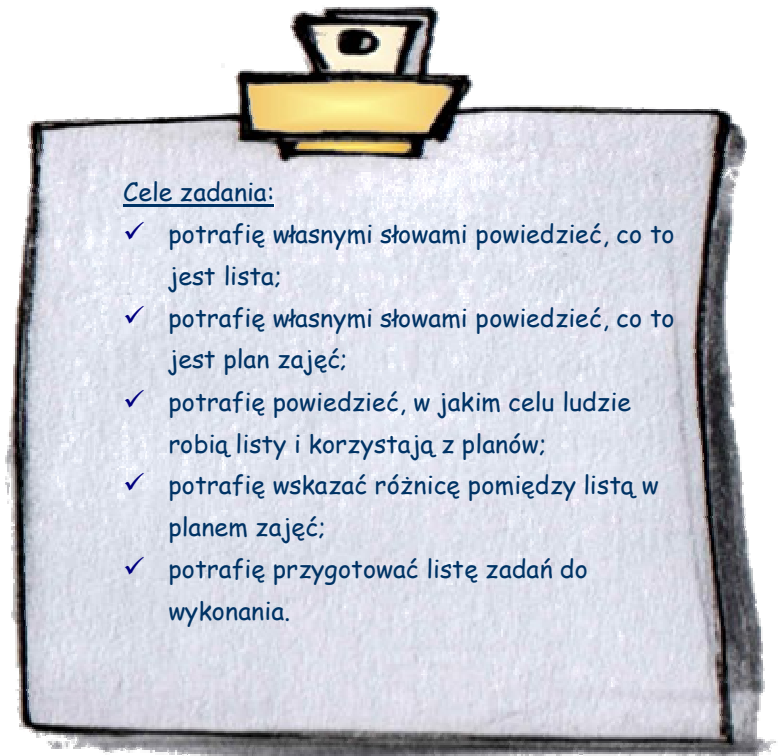 Cele zadania:
✓ potrafię własnymi słowami powiedzieć, co to
jest lista;
✓ potrafię własnymi słowami powiedzieć, co to
jest plan zajęć;
✓ potrafię powiedzieć, w jakim celu ludzie
robią listy i korzystają z planów;
✓ potrafię wskazać różnicę pomiędzy listą w
planem zajęć;
✓ potrafię przygotować listę zadań do
wykonania.